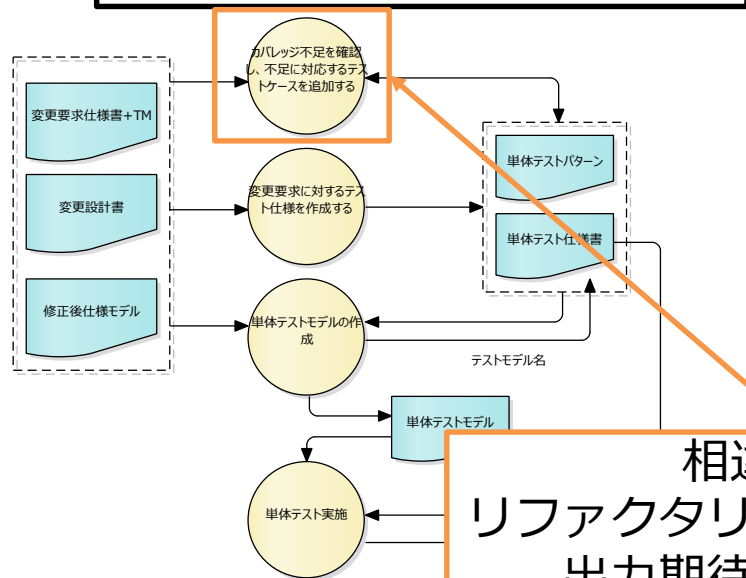 カバレッジ不足を確認
し、不足に対応するテス
トケースを追加する
変更要求仕様書+TM
単体テストパターン
変更設計書
変更要求に対するテス
ト仕様を作成する
単体テスト仕様書
修正後仕様モデル
単体テストモデルの作
成
テストモデル名
単体テストモデル
単体テスト実施
相違
リファクタリ
出力期待